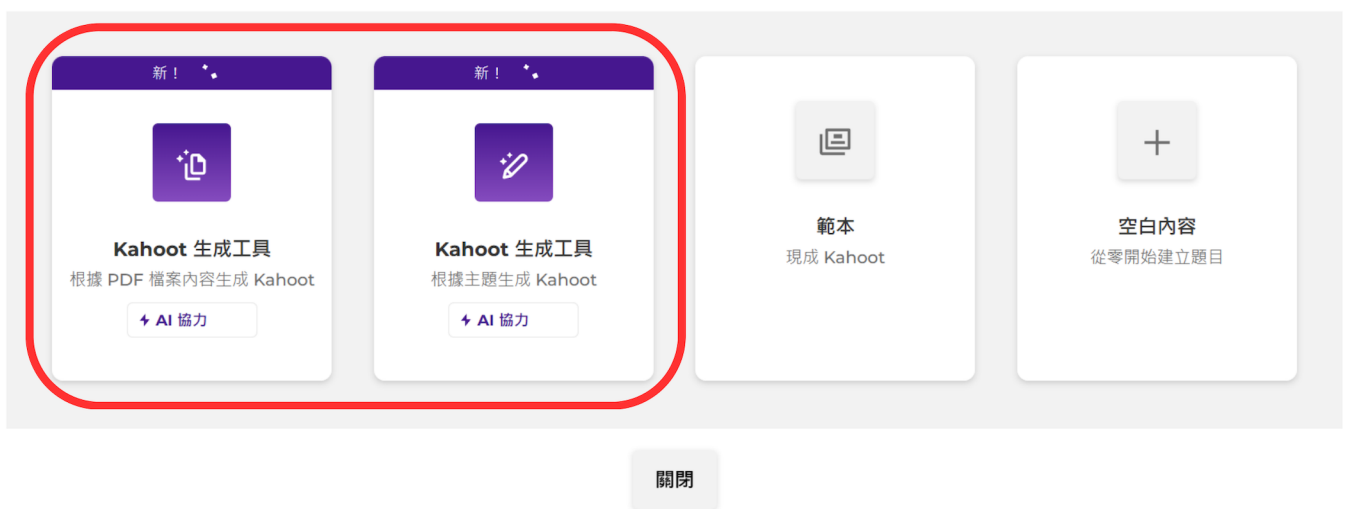 新！
Kahoot 生成工具
根據 PDF 檔案內容生成 Kahoot
AI 協力
新！
Kahoot 生成工具
根據主題生成 Kahoot
AI 協力
範本
現成 Kahoot
空白內容
從零開始建立題目
關閉